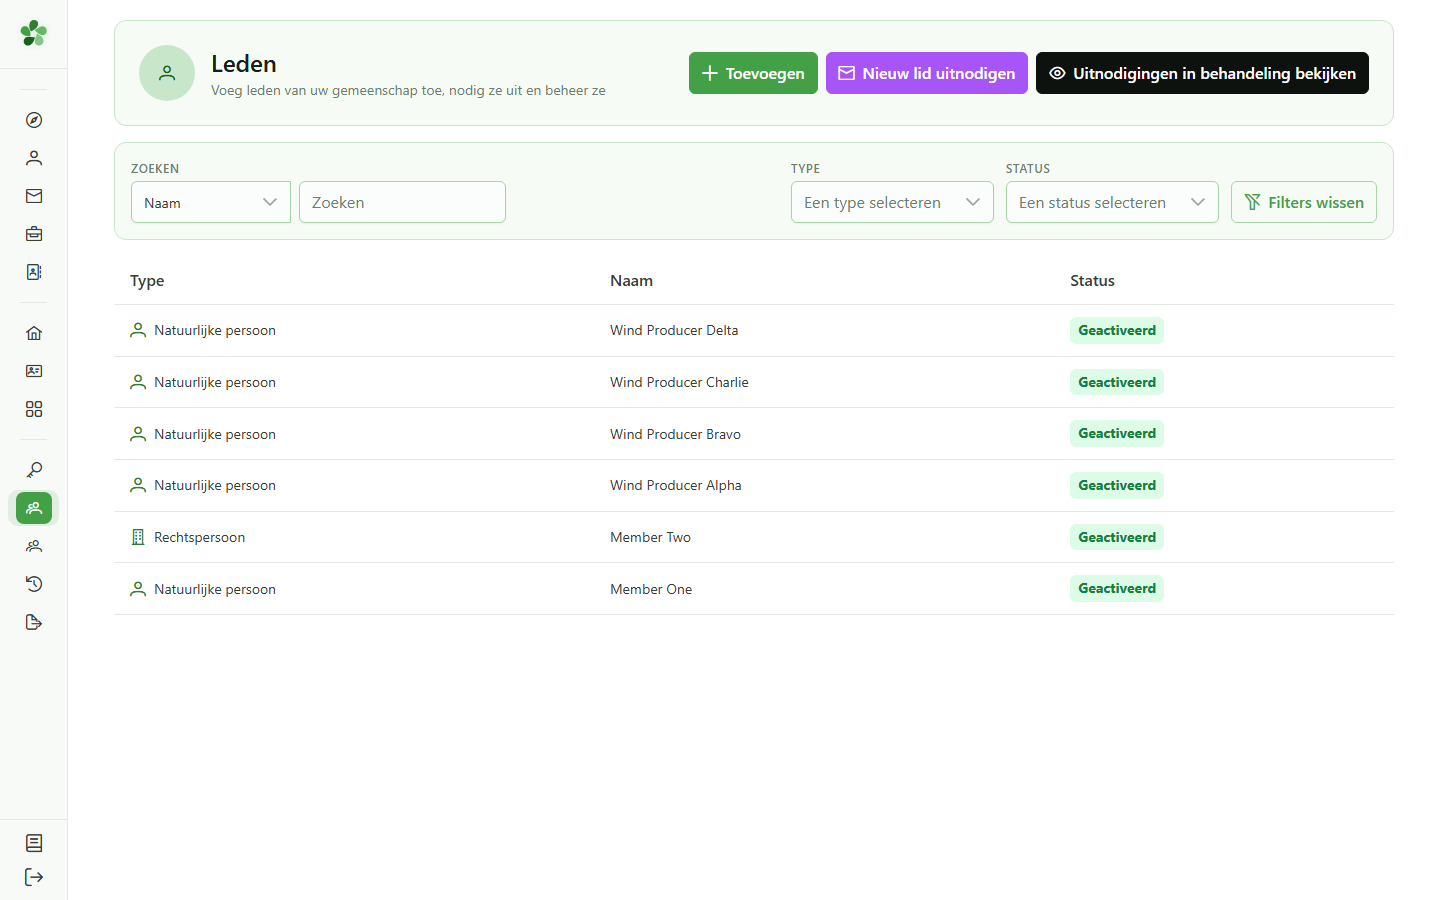 Leden
Voeg leden van uw gemeenschap toe, nodig ze uit en beheer ze
Toevoegen
Nieuw lid uitnodigen
Uitnodigingen in behandeling bekijken
ZOEKEN
TYPE
STATUS
Naam
Zoeken
Een type selecteren
Een status selecteren
Filters wissen
Type Naam Status
Natuurlijke persoon Wind Producer Delta Geactiveerd
Natuurlijke persoon Wind Producer Charlie Geactiveerd
Natuurlijke persoon Wind Producer Bravo Geactiveerd
Natuurlijke persoon Wind Producer Alpha Geactiveerd
Rechtspersoon Member Two Geactiveerd
Natuurlijke persoon Member One Geactiveerd